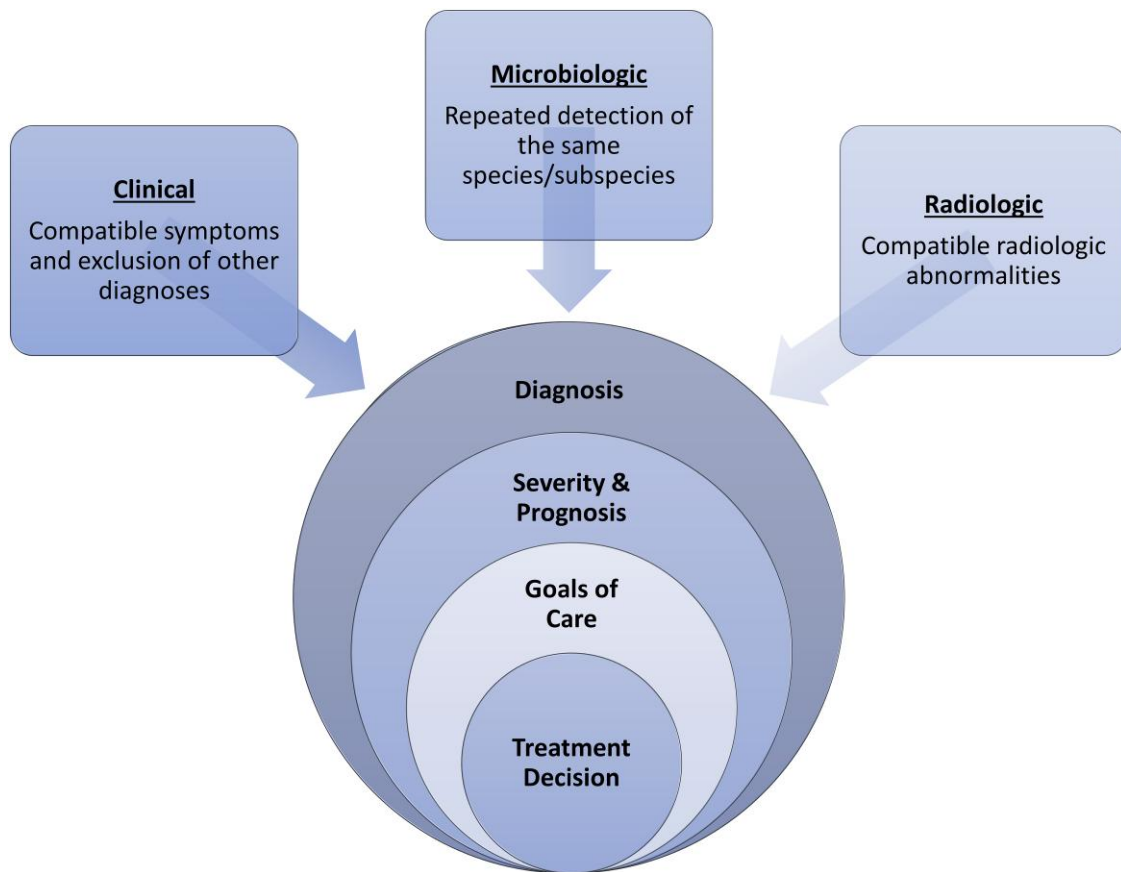 Clinical
Compatible symptoms
and exclusion of other
diagnoses
Microbiologic
Repeated detection of
the same
species/subspecies
Radiologic
Compatible radiologic
abnormalities
Diagnosis
Severity &
Prognosis
Goals of
Care
Treatment
Decision